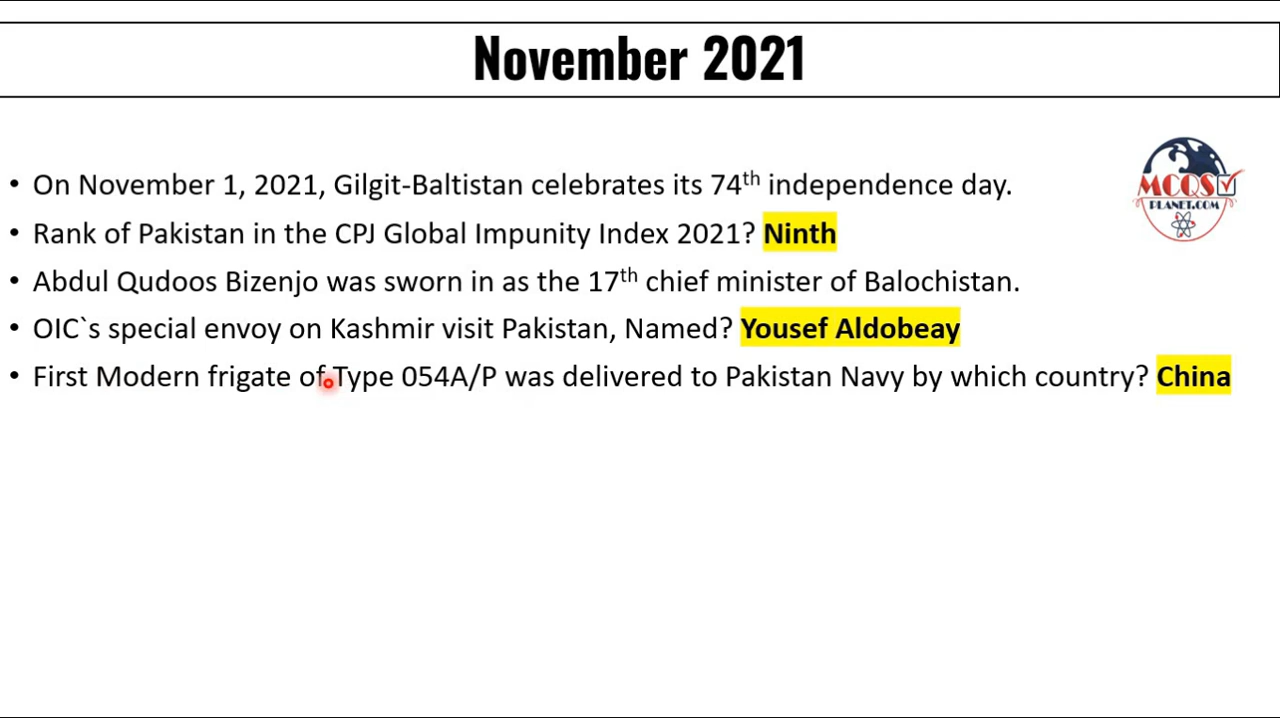 November 2021
• On November 1, 2021, Gilgit-Baltistan celebrates its 74th independence day.
MCQS
PLANET.COM
• Rank of Pakistan in the CPJ Global Impunity Index 2021? Ninth
• Abdul Qudoos Bizenjo was sworn in as the 17th chief minister of Balochistan.
• OIC`s special envoy on Kashmir visit Pakistan, Named? Yousef Aldobeay
• First Modern frigate of Type 054A/P was delivered to Pakistan Navy by which country? China